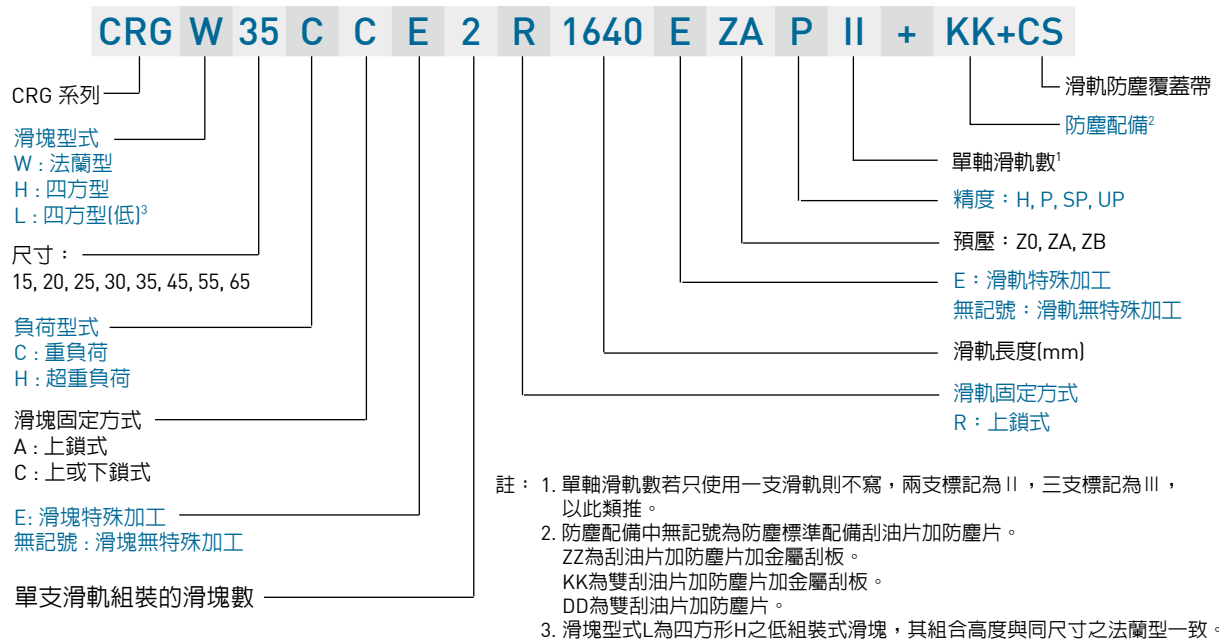 CRG W 35 C C E 2 R 1640 E ZA P II + KK+CS
CRG 系列
滑塊型式
W : 法蘭型
H : 四方型
L : 四方型(低)3
尺寸：
15, 20, 25, 30, 35, 45, 55, 65
負荷型式
C : 重負荷
H : 超重負荷
滑塊固定方式
A : 上鎖式
C : 上或下鎖式
E: 滑塊特殊加工
無記號 : 滑塊無特殊加工
單支滑軌組裝的滑塊數
滑軌防塵覆蓋帶
防塵配備2
單軸滑軌數1
精度：H, P, SP, UP
預壓：Z0, ZA, ZB
E：滑軌特殊加工
無記號：滑軌無特殊加工
滑軌長度(mm)
滑軌固定方式
R：上鎖式
註： 1. 單軸滑軌數若只使用一支滑軌則不寫，兩支標記為II，三支標記為III，
以此類推。
2. 防塵配備中無記號為防塵標準配備刮油片加防塵片。
ZZ為刮油片加防塵片加金屬刮板。
KK為雙刮油片加防塵片加金屬刮板。
DD為雙刮油片加防塵片。
3. 滑塊型式L為四方形H之低組裝式滑塊，其組合高度與同尺寸之法蘭型一致。